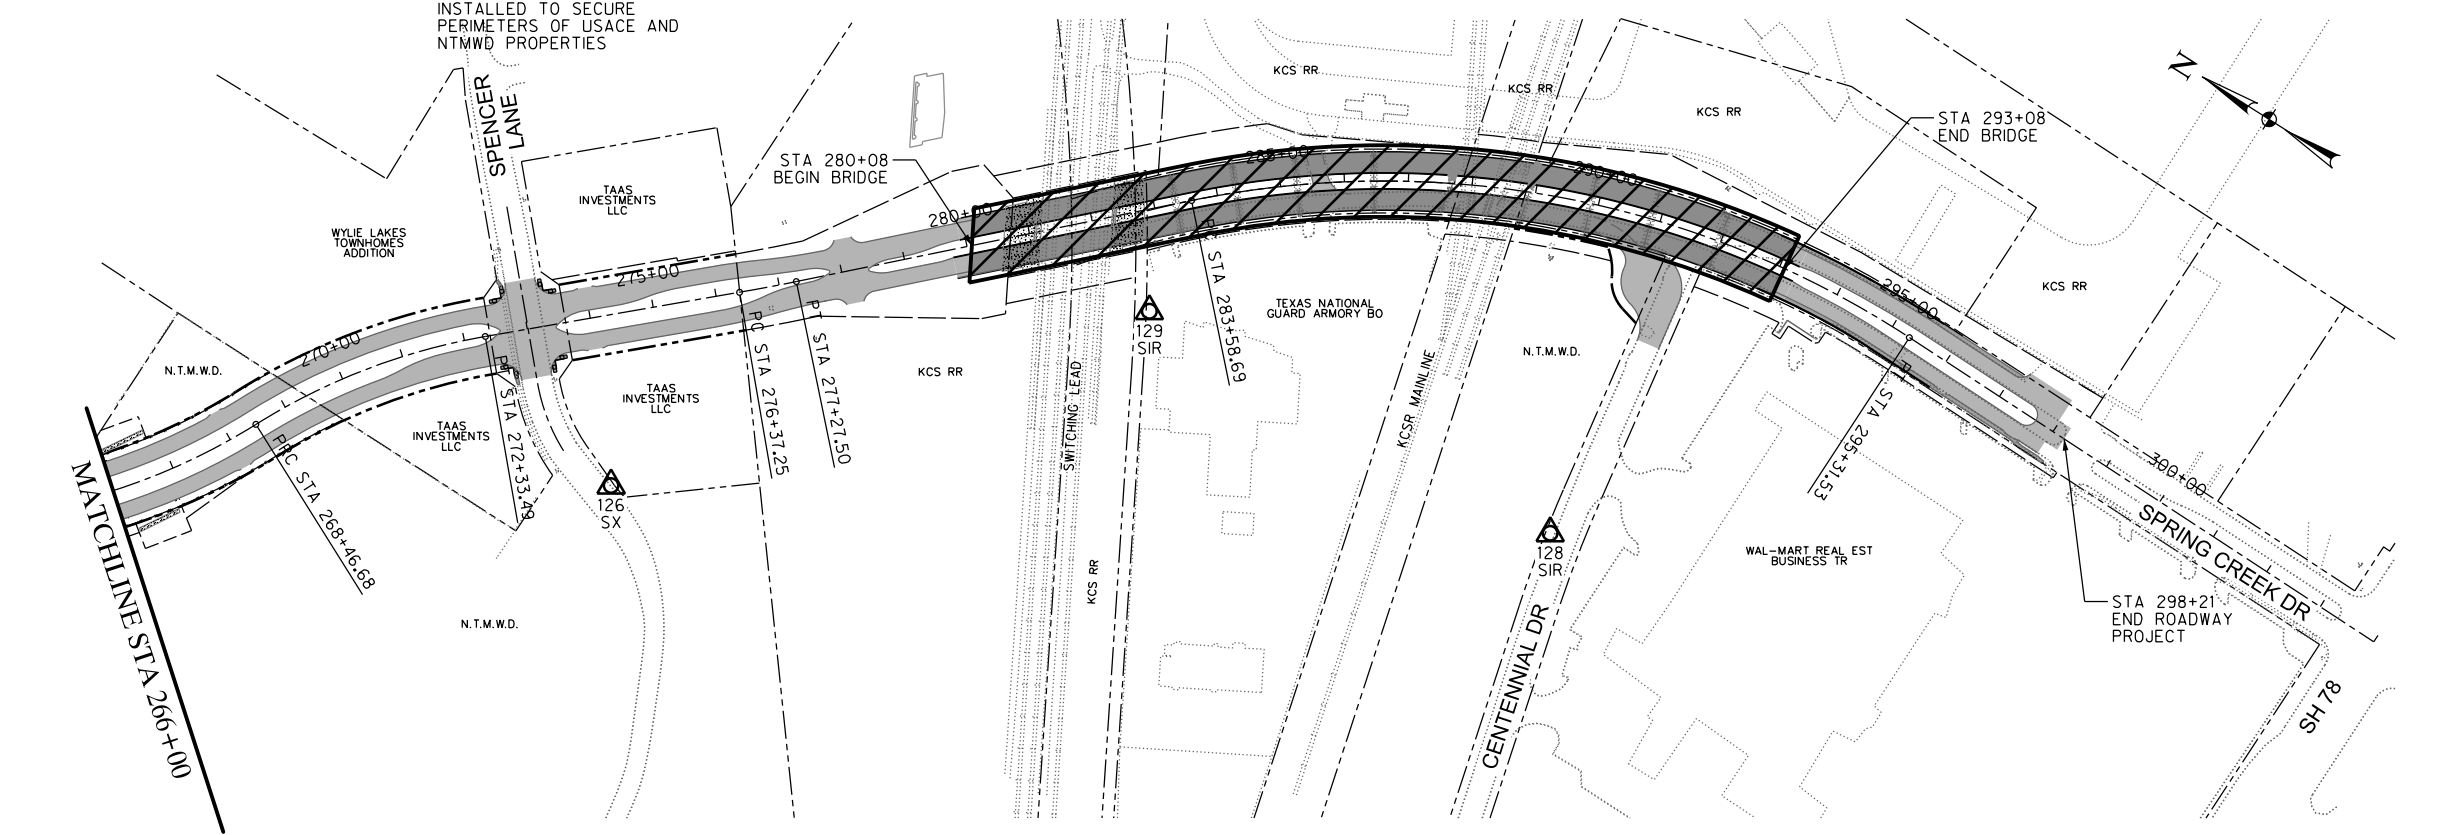 INSTALLED TO SECURE
PERIMETERS OF USACE AND
NTMWD PROPERTIES
SPENCER
LANE
N
KCS RR
KCS RR
KCS RR
STA 293+08
END BRIDGE
STA 280+08
BEGIN BRIDGE
285+00
290+00
TAAS
INVESTMENTS
LLC
280+00
WYLIE LAKES
TOWNHOMES
ADDITION
275+00
KCS RR
295+00
TEXAS NATIONAL
GUARD ARMORY BO
129
SIR
270+00
N.T.M.W.D.
PC STA 276+37.25
PT STA 277+27.50
PI STA 283+58.69
KCS RR
N.T.M.W.D.
TAAS
INVESTMENTS
LLC
TAAS
INVESTMENTS
LLC
PRC STA 268+46.68
PT STA 272+33.49
SWITCHING LEAD
KCSR MAINLINE
PI STA 295+31.53
300+00
MATCHLINE STA 266+00
126
SX
128
SIR
SPRING CREEK DR
WAL-MART REAL EST
BUSINESS TR
KCS RR
N.T.M.W.D.
STA 298+21
END ROADWAY
PROJECT
CENTENNIAL DR
SH 78